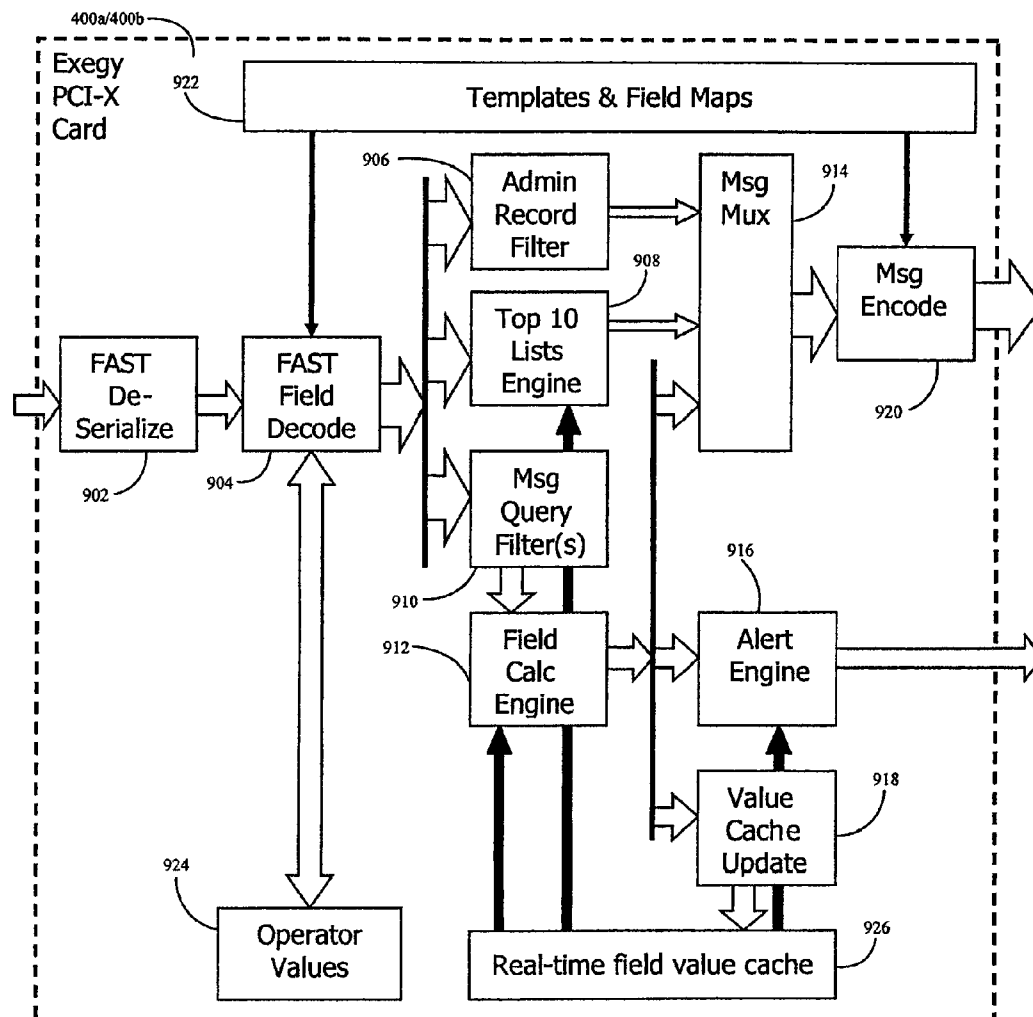 400a/400b
Exegy
PCI-X
Card
922
Templates & Field Maps
906
Admin
Record
Filter
Msg
Mux
914
908
Top 10
Lists
Engine
Msg
Encode
920
FAST
De-
Serialize
902
FAST
Field
Decode
904
Msg
Query
Filter(s)
910
912
Field
Calc
Engine
916
Alert
Engine
Value
Cache
Update
918
924
Operator
Values
Real-time field value cache
926